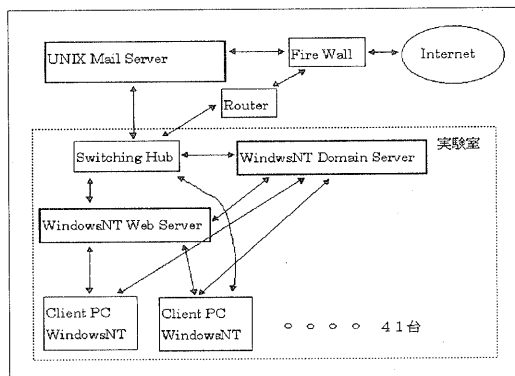 UNIX Mail Server
Fire Wall
Internet
Router
実験室
Switching Hub
WindwsNT Domain Server
WindowsNT Web Server
Client PC
WindowsNT
Client PC
WindowsNT
○ ○ ○ ○ 41台